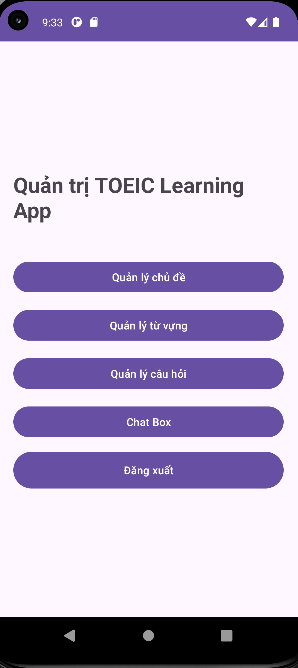 9:33
Quản trị TOEIC Learning
App
Quản lý chủ đề
Quản lý từ vựng
Quản lý câu hỏi
Chat Box
Đăng xuất